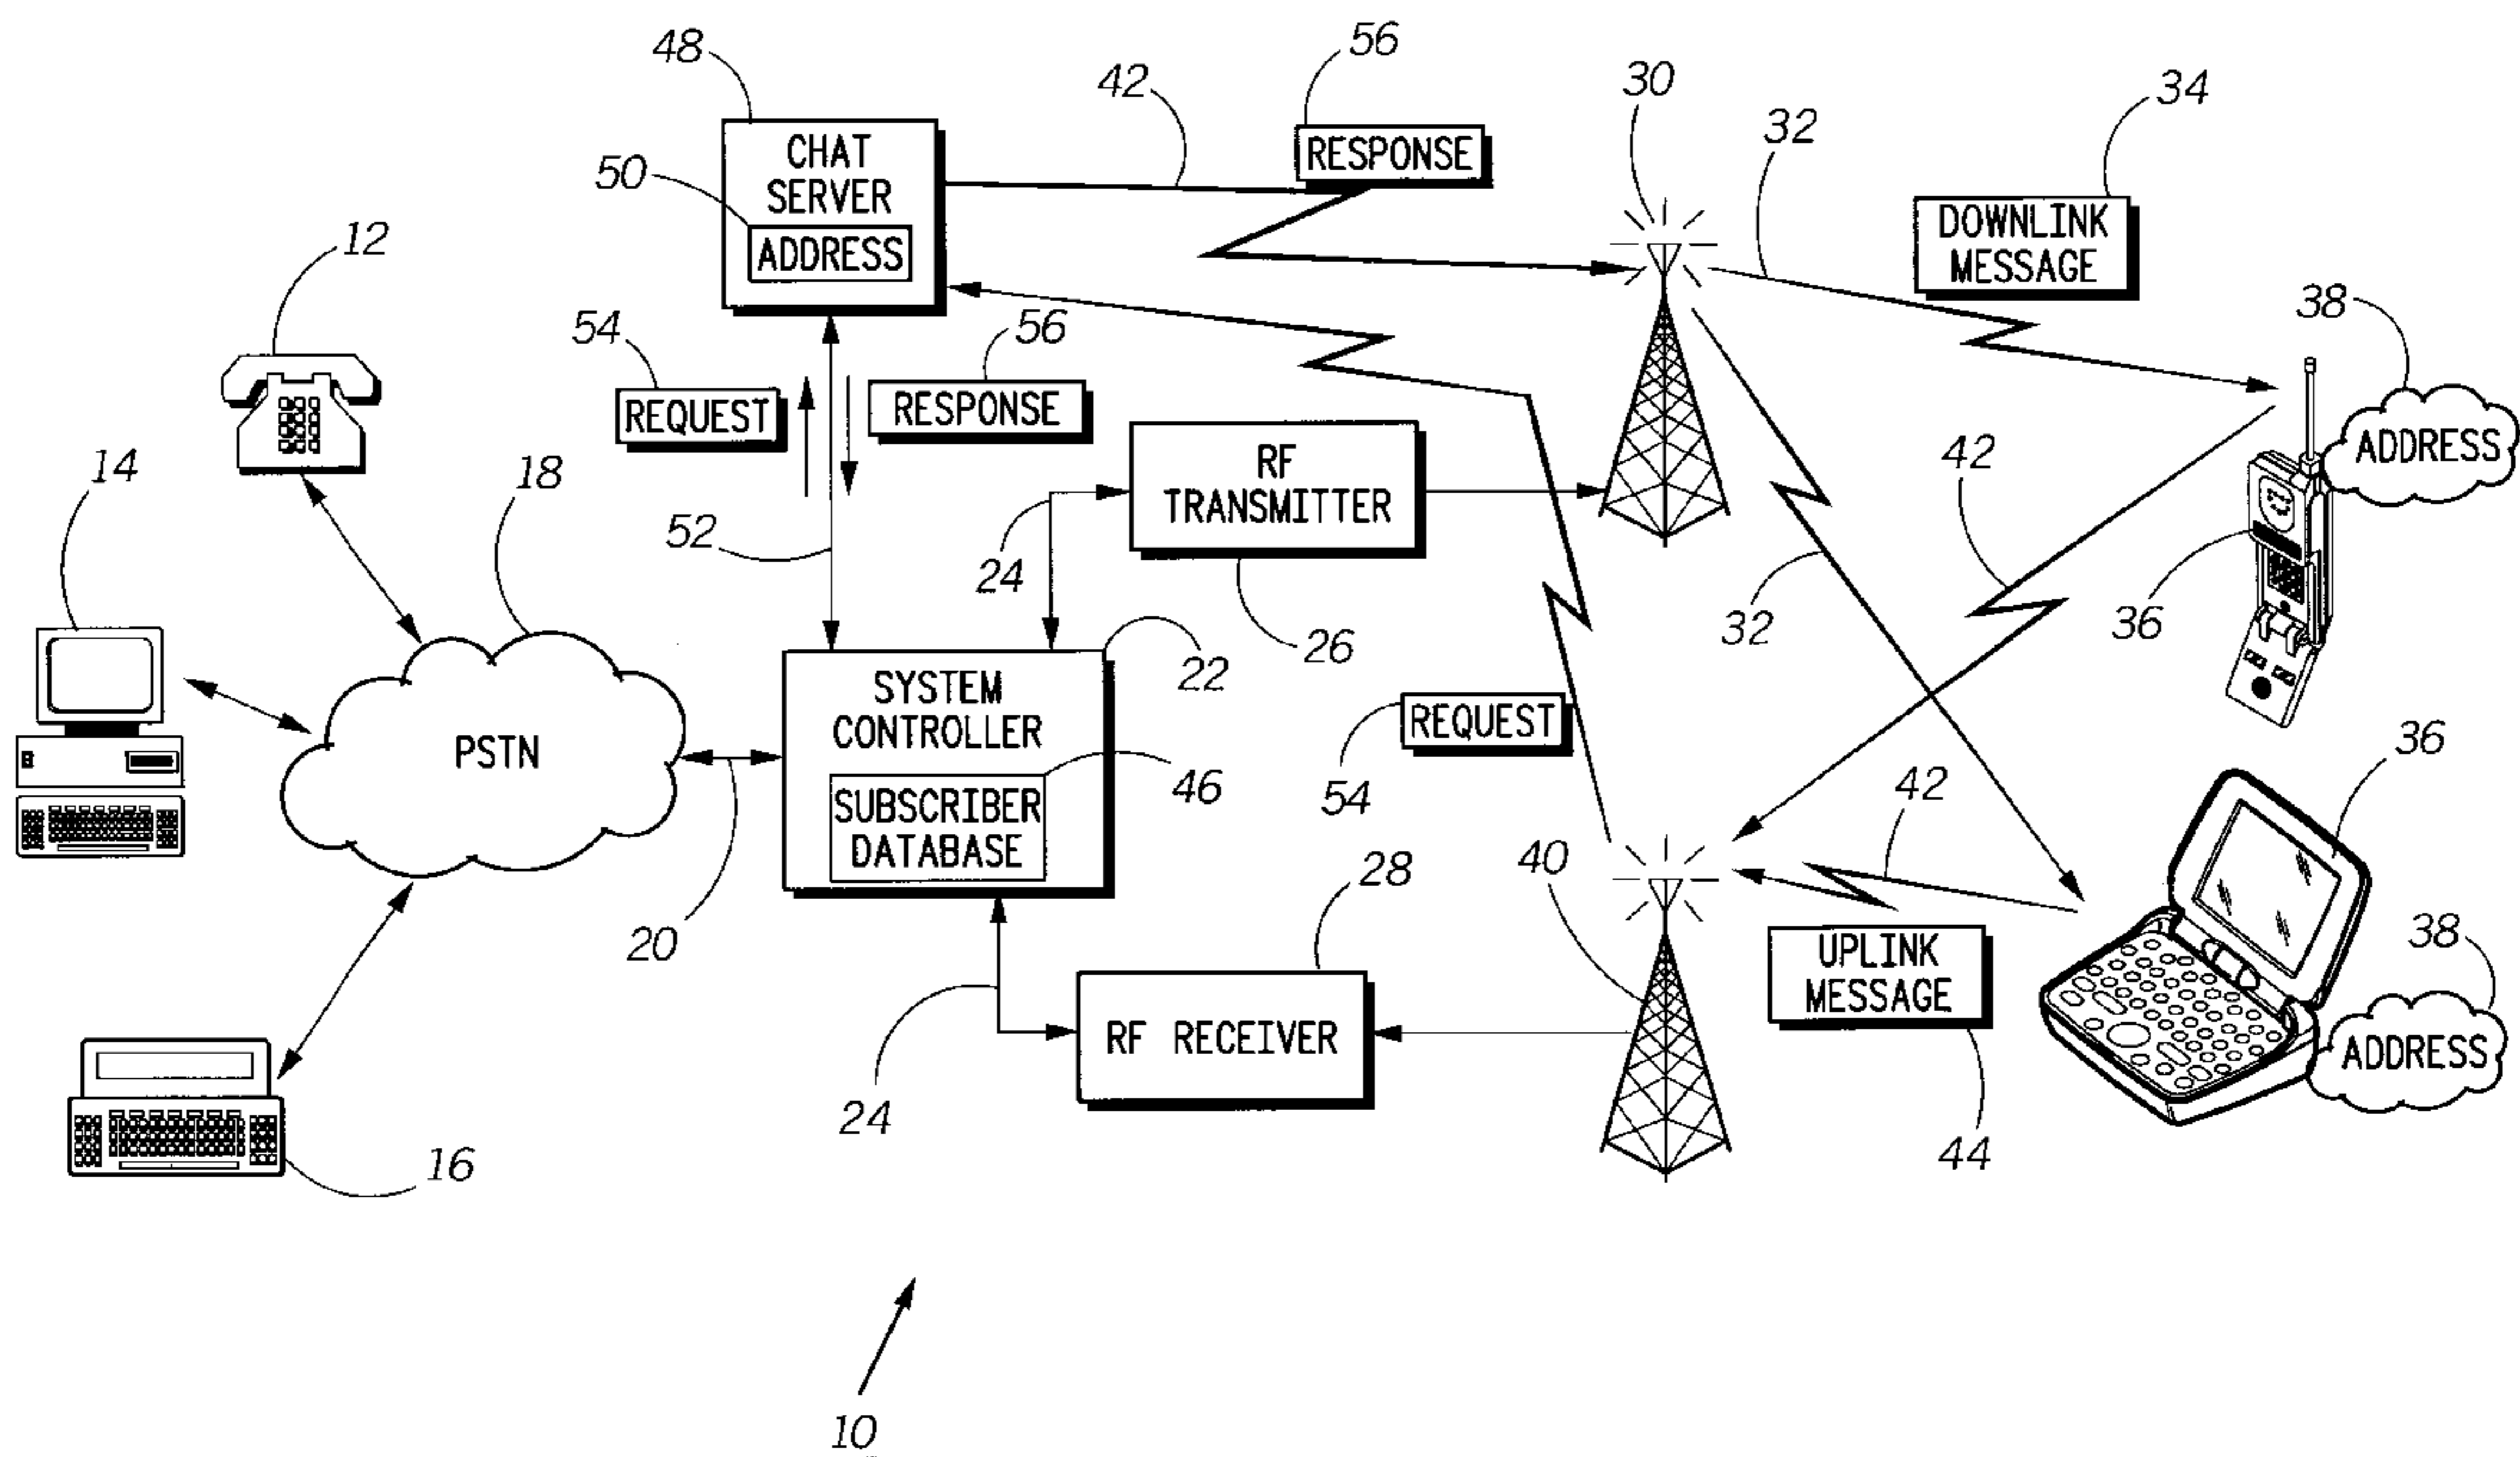 48
42
56
30
34
32
CHAT
SERVER
50
ADDRESS
RESPONSE
DOWNLINK
MESSAGE
12
54
56
38
REQUEST
RESPONSE
ADDRESS
14
18
RF
TRANSMITTER
42
52
24
26
22
32
36
SYSTEM
CONTROLLER
PSTN
REQUEST
36
46
54
42
SUBSCRIBER
DATABASE
20
28
40
UPLINK
MESSAGE
38
24
RF RECEIVER
ADDRESS
16
44
10